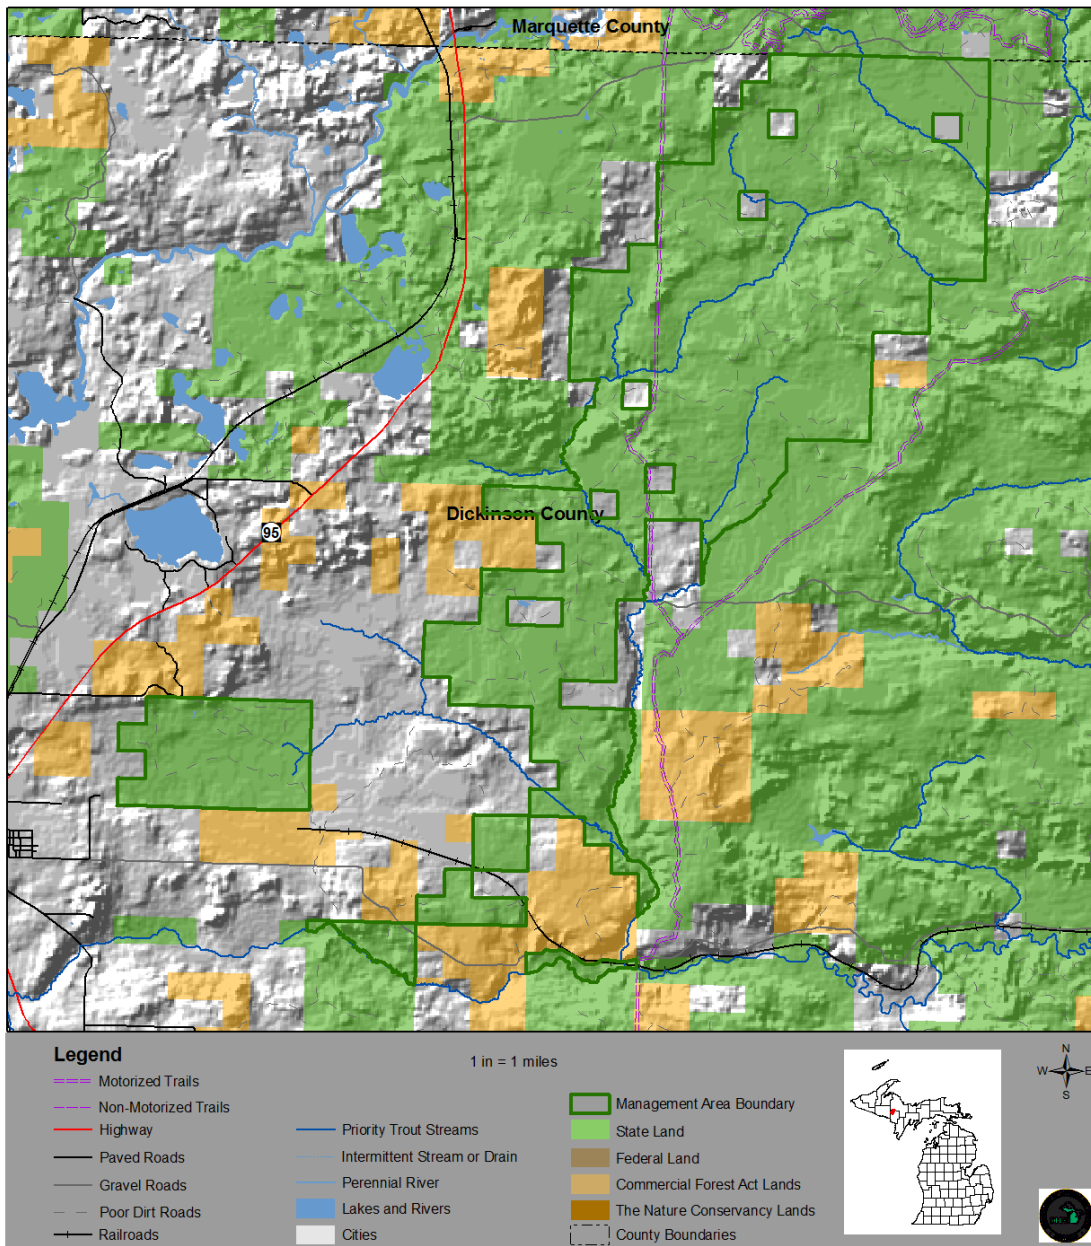 Marquette County
Dickinson County
95
Legend
1 in = 1 miles
Motorized Trails
Non-Motorized Trails
Highway
Paved Roads
Gravel Roads
Poor Dirt Roads
Railroads
Priority Trout Streams
Intermittent Stream or Drain
Perennial River
Lakes and Rivers
Cities
Management Area Boundary
State Land
Federal Land
Commercial Forest Act Lands
The Nature Conservancy Lands
County Boundaries
N
W E
S